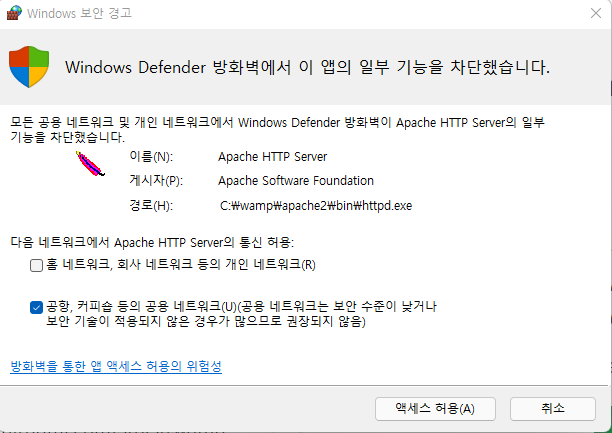 Windows 보안 경고
Windows Defender 방화벽에서 이 앱의 일부 기능을 차단했습니다.
모든 공용 네트워크 및 개인 네트워크에서 Windows Defender 방화벽이 Apache HTTP Server의 일부
기능을 차단했습니다.
이름(N): Apache HTTP Server
게시자(P): Apache Software Foundation
경로(H): C:₩wamp₩apache2₩bin₩httpd.exe
다음 네트워크에서 Apache HTTP Server의 통신 허용:
홈 네트워크, 회사 네트워크 등의 개인 네트워크(R)
공항, 커피숍 등의 공용 네트워크(U)(공용 네트워크는 보안 수준이 낮거나
보안 기술이 적용되지 않은 경우가 많으므로 권장되지 않음)
방화벽을 통한 앱 액세스 허용의 위험성
액세스 허용(A) 취소